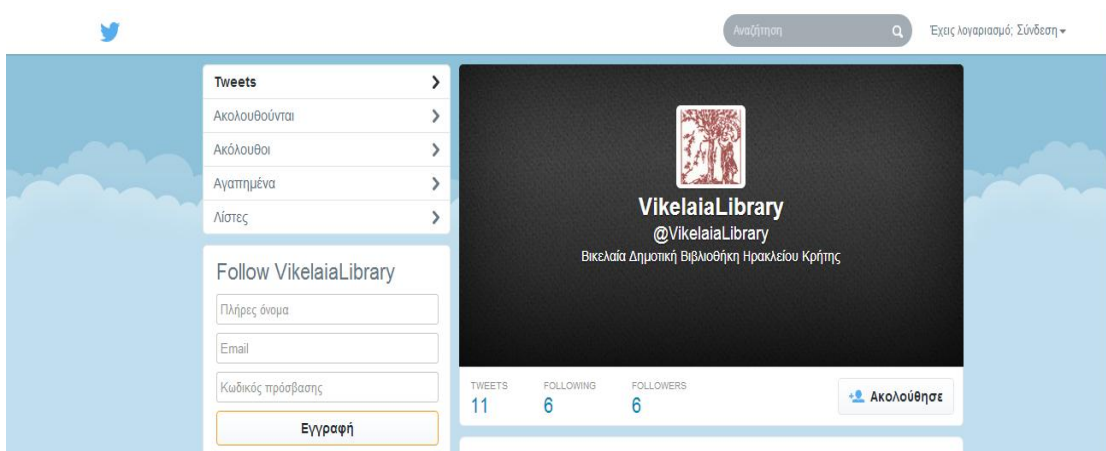 Αναζήτηση
Έχεις λογαριασμό; Σύνδεση
Tweets
Ακολουθούνται
Ακόλουθοι
Αγαπημένα
Λίστες
Follow VikelaiaLibrary
Πλήρες όνομα
Email
Κωδικός πρόσβασης
Εγγραφή
VikelaiaLibrary
@VikelaiaLibrary
Βικελαία Δημοτική Βιβλιοθήκη Ηρακλείου Κρήτης
TWEETS FOLLOWING FOLLOWERS
11 6 6
Ακολούθησε